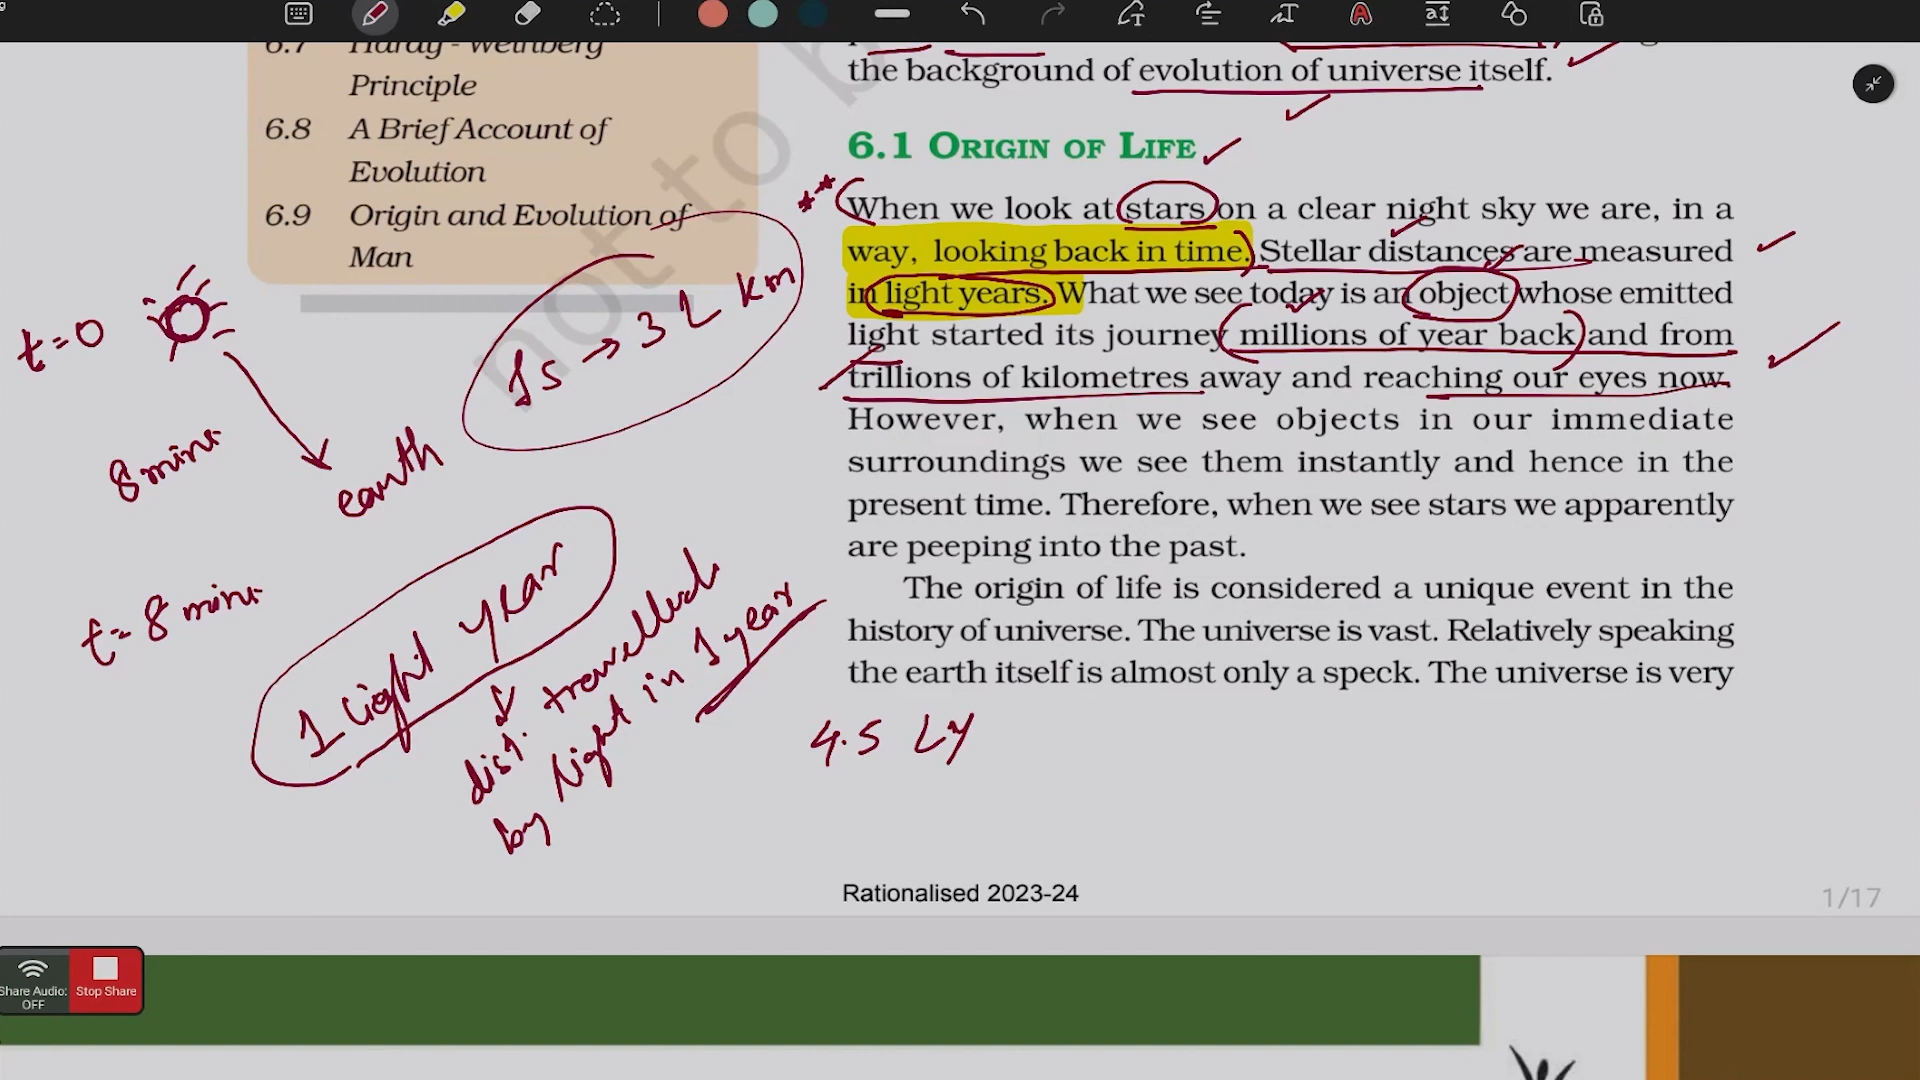 6.7 Hardy - Weinberg
Principle
6.8 A Brief Account of
Evolution
6.9 Origin and Evolution of
Man
the background of evolution of universe itself.
6.1 ORIGIN OF LIFE
When we look at stars on a clear night sky we are, in a
way, looking back in time. Stellar distances are measured
in light years. What we see today is an object whose emitted
light started its journey millions of year back and from
trillions of kilometres away and reaching our eyes now.
However, when we see objects in our immediate
surroundings we see them instantly and hence in the
present time. Therefore, when we see stars we apparently
are peeping into the past.
The origin of life is considered a unique event in the
history of universe. The universe is vast. Relatively speaking
the earth itself is almost only a speck. The universe is very
not to b
t=0
8 mins
earth
1s → 3 L km
t= 8 mins
1 light year
dist. travelled
by light in 1 year
4.5 LY
Rationalised 2023-24
1/17
Share Audio:
OFF
Stop Share